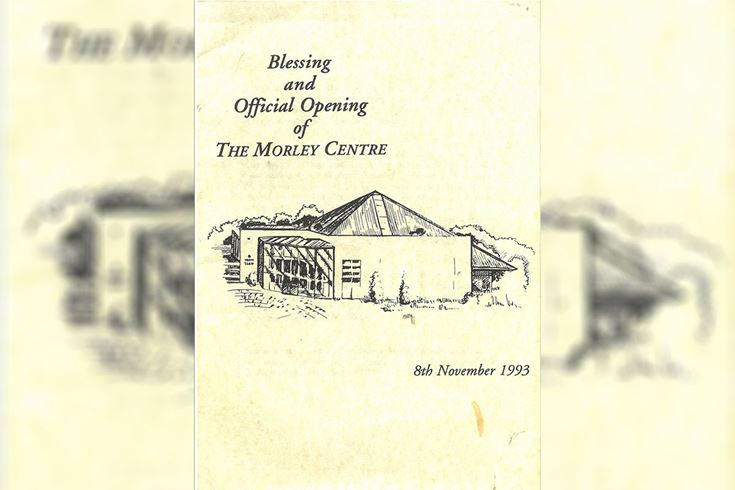 Blessing
and
Official Opening
of
THE MORLEY CENTRE
8th November 1993